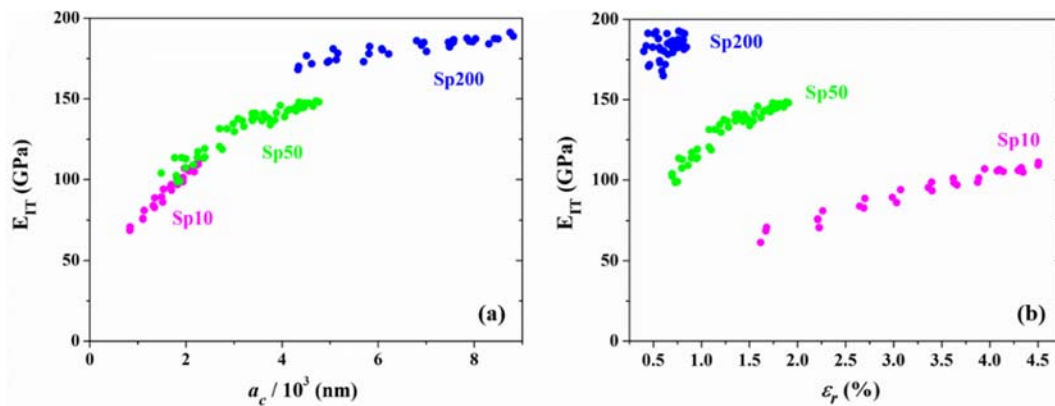 200
150
100
50
0
E_IT (GPa)
Sp200
Sp50
Sp10
(a)
0 2 4 6 8
a_c / 10³ (nm)
200
150
100
50
0
E_IT (GPa)
Sp200
Sp50
Sp10
(b)
0.5 1.0 1.5 2.0 2.5 3.0 3.5 4.0 4.5
ε_r (%)